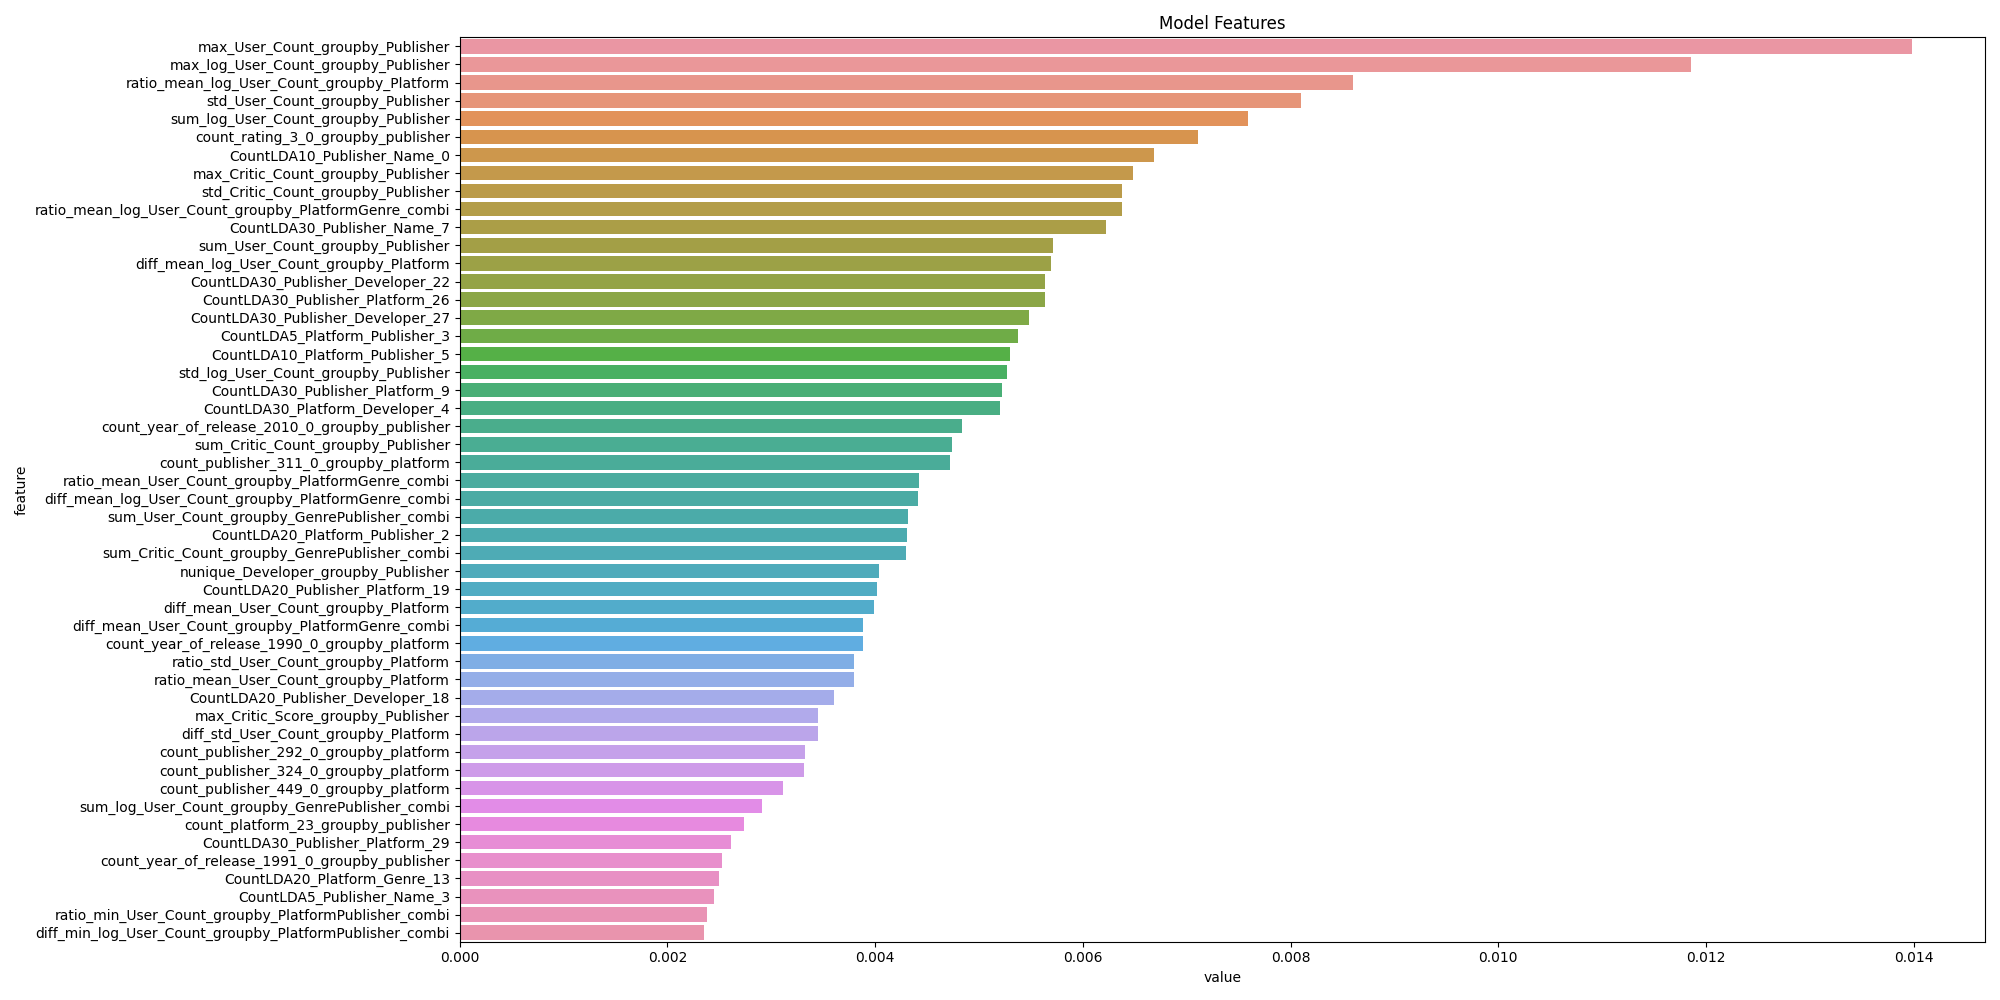 Model Features
max_User_Count_groupby_Publisher
max_log_User_Count_groupby_Publisher
ratio_mean_log_User_Count_groupby_Platform
std_User_Count_groupby_Publisher
sum_log_User_Count_groupby_Publisher
count_rating_3_0_groupby_publisher
CountLDA10_Publisher_Name_0
max_Critic_Count_groupby_Publisher
std_Critic_Count_groupby_Publisher
ratio_mean_log_User_Count_groupby_PlatformGenre_combi
CountLDA30_Publisher_Name_7
sum_User_Count_groupby_Publisher
diff_mean_log_User_Count_groupby_Platform
CountLDA30_Publisher_Developer_22
CountLDA30_Publisher_Platform_26
CountLDA30_Publisher_Developer_27
CountLDA5_Platform_Publisher_3
CountLDA10_Platform_Publisher_5
std_log_User_Count_groupby_Publisher
CountLDA30_Publisher_Platform_9
CountLDA30_Platform_Developer_4
count_year_of_release_2010_0_groupby_publisher
sum_Critic_Count_groupby_Publisher
count_publisher_311_0_groupby_platform
ratio_mean_User_Count_groupby_PlatformGenre_combi
diff_mean_log_User_Count_groupby_PlatformGenre_combi
sum_User_Count_groupby_GenrePublisher_combi
CountLDA20_Platform_Publisher_2
sum_Critic_Count_groupby_GenrePublisher_combi
nunique_Developer_groupby_Publisher
CountLDA20_Publisher_Platform_19
diff_mean_User_Count_groupby_Platform
diff_mean_User_Count_groupby_PlatformGenre_combi
count_year_of_release_1990_0_groupby_platform
ratio_std_User_Count_groupby_Platform
ratio_mean_User_Count_groupby_Platform
CountLDA20_Publisher_Developer_18
max_Critic_Score_groupby_Publisher
diff_std_User_Count_groupby_Platform
count_publisher_292_0_groupby_platform
count_publisher_324_0_groupby_platform
count_publisher_449_0_groupby_platform
sum_log_User_Count_groupby_GenrePublisher_combi
count_platform_23_groupby_publisher
CountLDA30_Publisher_Platform_29
count_year_of_release_1991_0_groupby_publisher
CountLDA20_Platform_Genre_13
CountLDA5_Publisher_Name_3
ratio_min_User_Count_groupby_PlatformPublisher_combi
diff_min_log_User_Count_groupby_PlatformPublisher_combi
feature
0.000 0.002 0.004 0.006 0.008 0.010 0.012 0.014
value